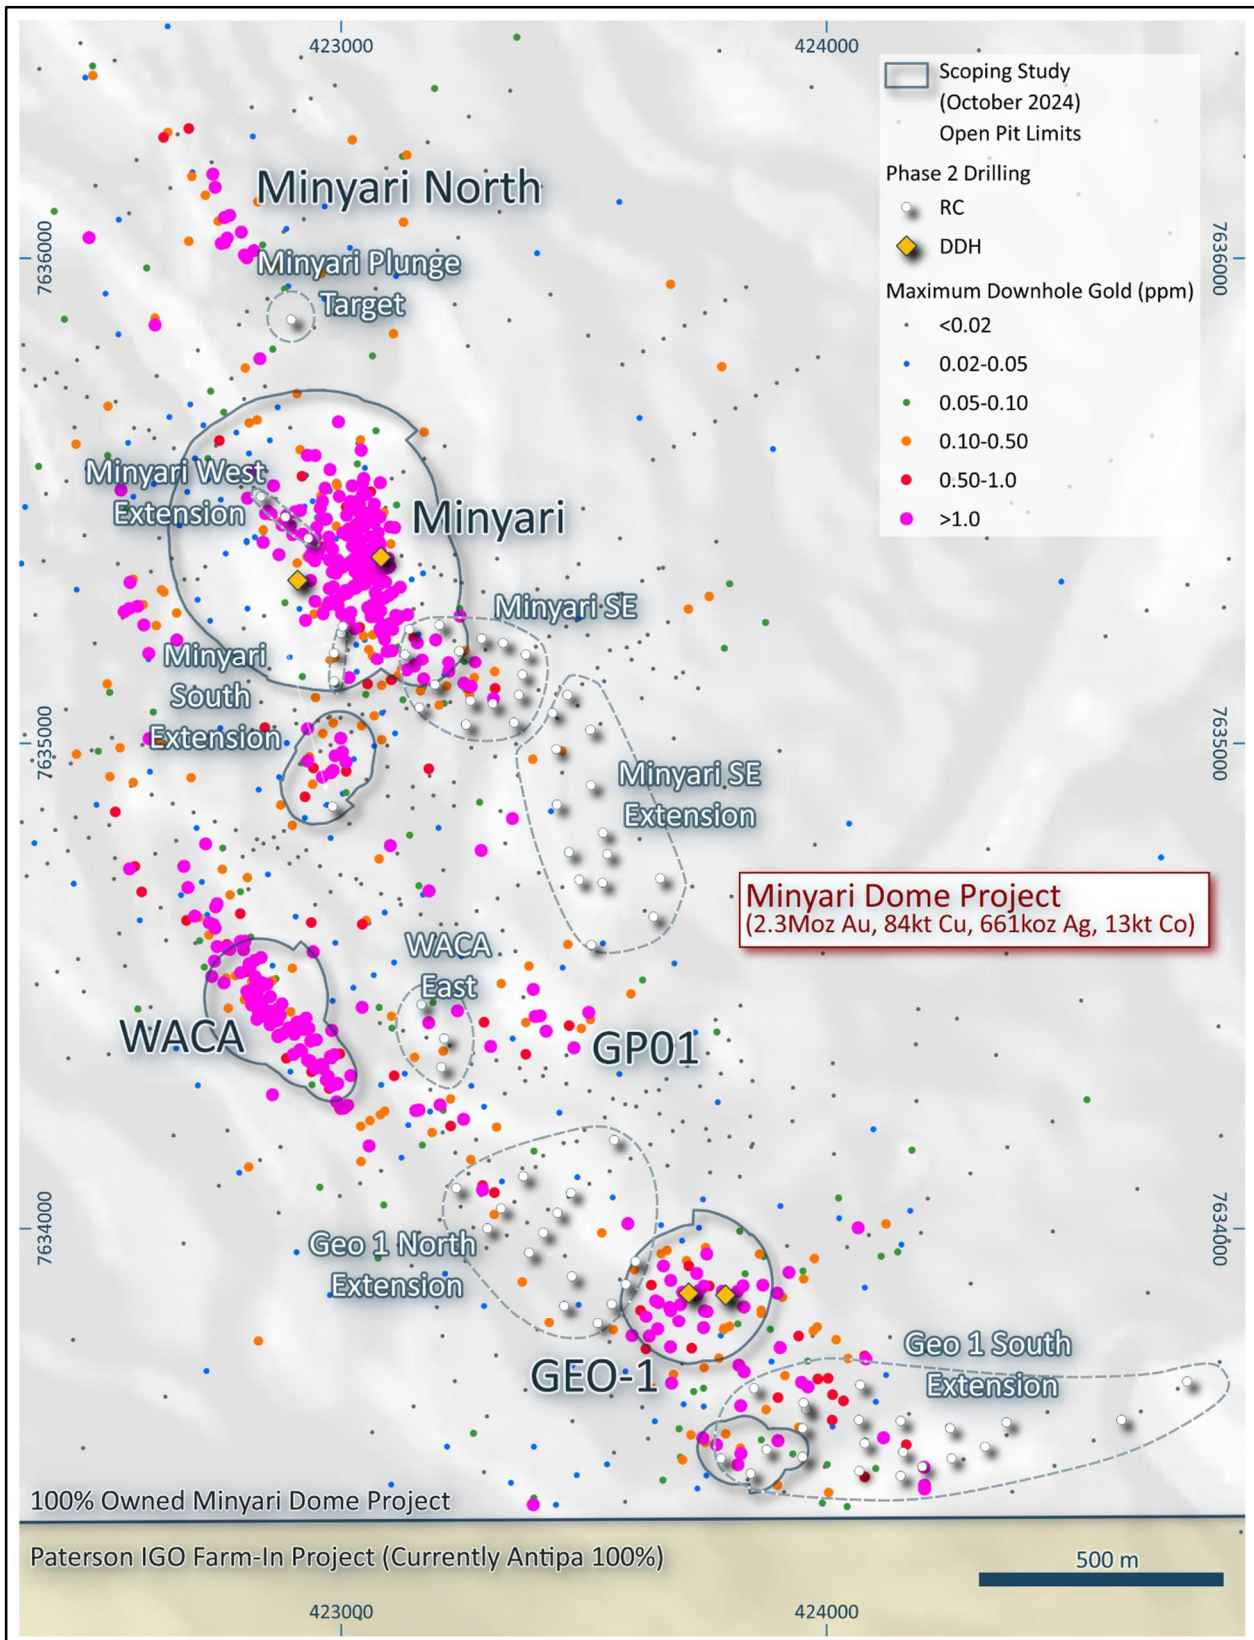 423000
424000
Scoping Study
(October 2024)
Open Pit Limits
Phase 2 Drilling
RC
DDH
Maximum Downhole Gold (ppm)
<0.02
0.02-0.05
0.05-0.10
0.10-0.50
0.50-1.0
>1.0
Minyari North
7636000
7636000
Minyari Plunge
Target
Minyari West
Extension
Minyari
Minyari SE
Minyari
South
Extension
7635000
7635000
Minyari SE
Extension
Minyari Dome Project
(2.3Moz Au, 84kt Cu, 661koz Ag, 13kt Co)
WACA
East
WACA
GP01
7634000
7634000
Geo 1 North
Extension
GEO-1
Geo 1 South
Extension
100% Owned Minyari Dome Project
Paterson IGO Farm-In Project (Currently Antipa 100%)
500 m
423000
424000